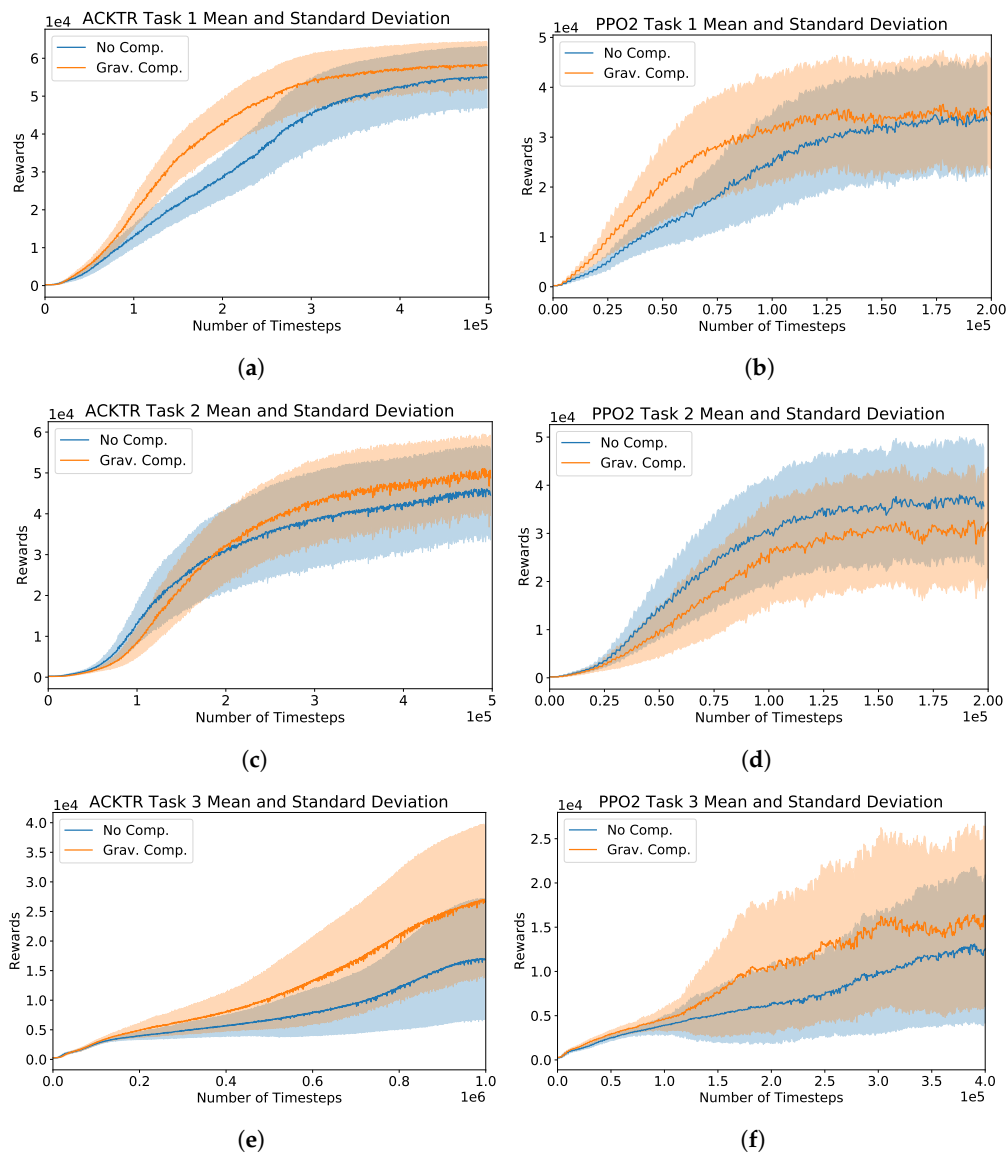 ACKTR Task 1 Mean and Standard Deviation
1e4
No Comp.
Grav. Comp.
Rewards
6
5
4
3
2
1
0
0 1 2 3 4 5
Number of Timesteps
1e5
(a)
PPO2 Task 1 Mean and Standard Deviation
1e4
No Comp.
Grav. Comp.
Rewards
5
4
3
2
1
0
0.00 0.25 0.50 0.75 1.00 1.25 1.50 1.75 2.00
Number of Timesteps
1e5
(b)
ACKTR Task 2 Mean and Standard Deviation
1e4
No Comp.
Grav. Comp.
Rewards
6
5
4
3
2
1
0
0 1 2 3 4 5
Number of Timesteps
1e5
(c)
PPO2 Task 2 Mean and Standard Deviation
1e4
No Comp.
Grav. Comp.
Rewards
5
4
3
2
1
0
0.00 0.25 0.50 0.75 1.00 1.25 1.50 1.75 2.00
Number of Timesteps
1e5
(d)
ACKTR Task 3 Mean and Standard Deviation
1e4
No Comp.
Grav. Comp.
Rewards
4.0
3.5
3.0
2.5
2.0
1.5
1.0
0.5
0.0
0.0 0.2 0.4 0.6 0.8 1.0
Number of Timesteps
1e6
(e)
PPO2 Task 3 Mean and Standard Deviation
1e4
No Comp.
Grav. Comp.
Rewards
2.5
2.0
1.5
1.0
0.5
0.0
0.0 0.5 1.0 1.5 2.0 2.5 3.0 3.5 4.0
Number of Timesteps
1e5
(f)